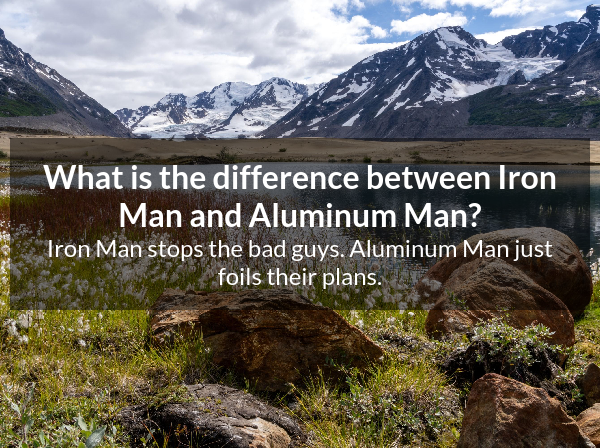 What is the difference between Iron
Man and Aluminum Man?
Iron Man stops the bad guys. Aluminum Man just
foils their plans.